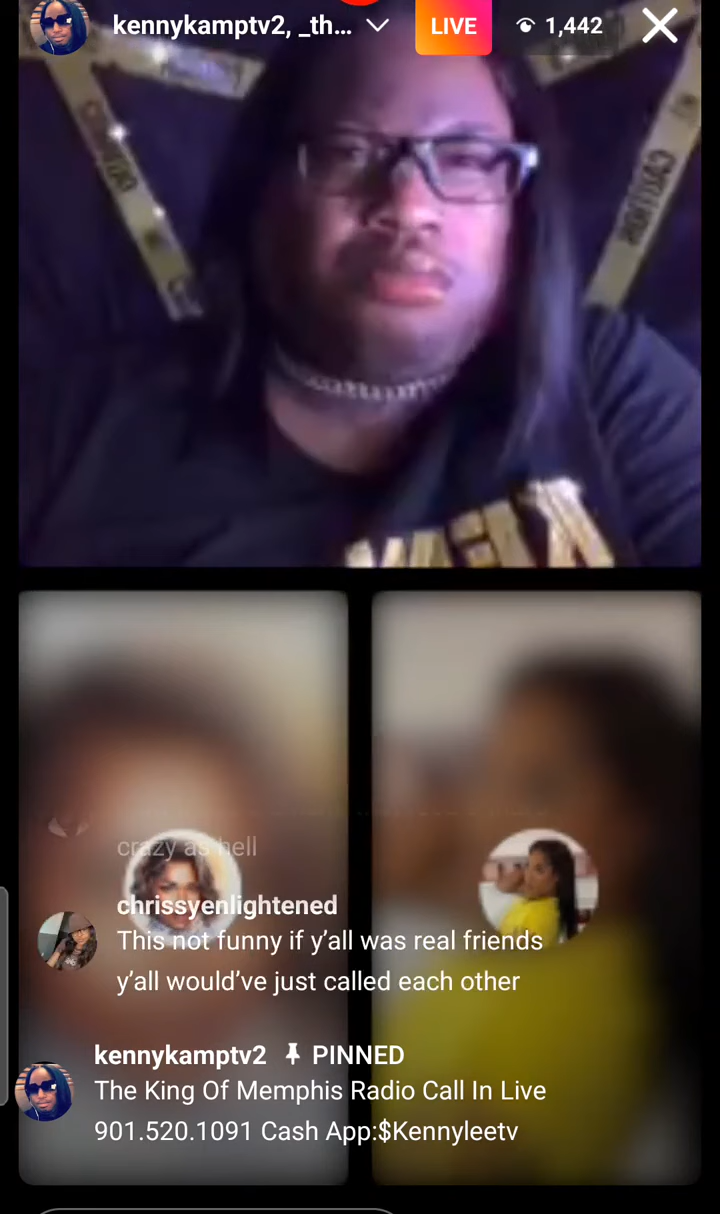 kennykamptv2, _th...
LIVE
1,442
CAUTION
crazy as hell
chrissyenlightened
This not funny if y'all was real friends
y'all would've just called each other
kennykamptv2 PINNED
The King Of Memphis Radio Call In Live
901.520.1091 Cash App:$Kennyleetv